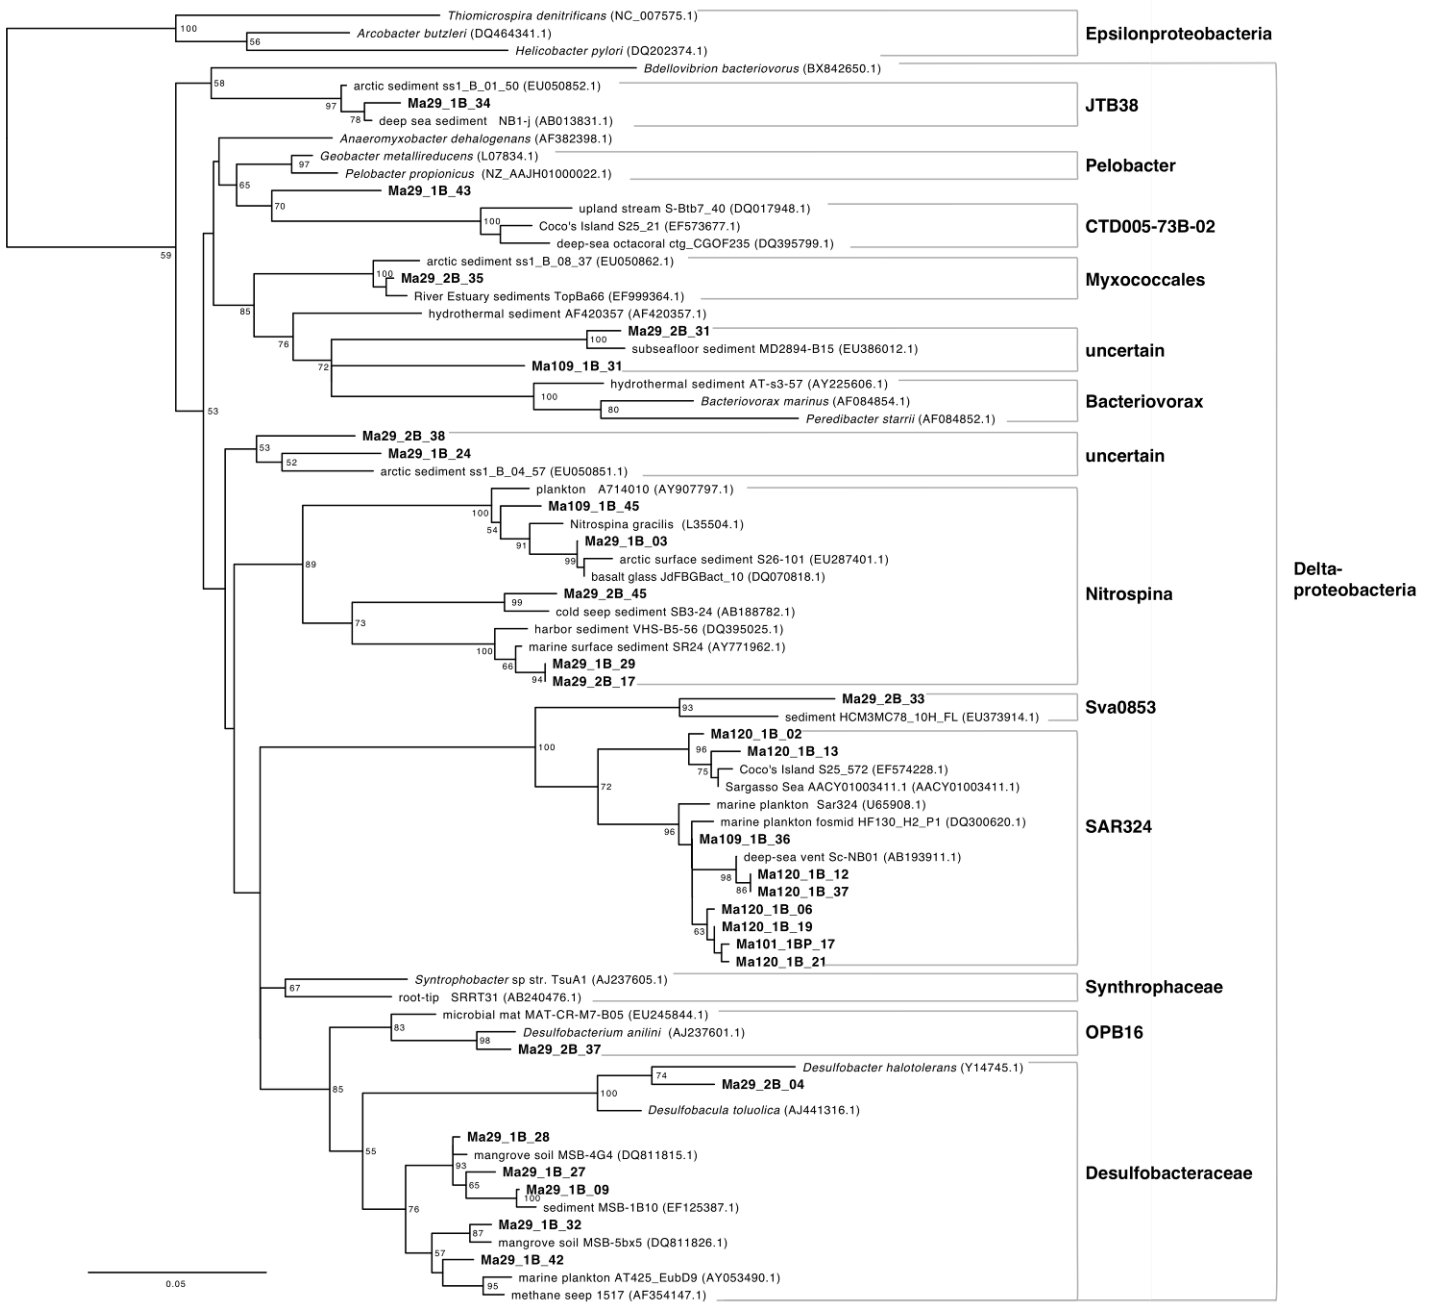 Thiomicrospira denitrificans (NC_007575.1)
100
Arcobacter butzleri (DQ464341.1)
Epsilonproteobacteria
56
Helicobacter pylori (DQ202374.1)
Bdellovibrion bacteriovorus (BX842650.1)
58
arctic sediment ss1_B_01_50 (EU050852.1)
97
Ma29_1B_34
JTB38
78
deep sea sediment NB1-j (AB013831.1)
Anaeromyxobacter dehalogenans (AF382398.1)
Geobacter metallireducens (L07834.1)
97
Pelobacter
Pelobacter propionicus (NZ_AAJH01000022.1)
65
Ma29_1B_43
70
upland stream S-Btb7_40 (DQ017948.1)
100
Coco's Island S25_21 (EF573677.1)
CTD005-73B-02
deep-sea octacoral ctg_CGOF235 (DQ395799.1)
59
arctic sediment ss1_B_08_37 (EU050862.1)
100
Ma29_2B_35
Myxococcales
River Estuary sediments TopBa66 (EF999364.1)
85
hydrothermal sediment AF420357 (AF420357.1)
76
Ma29_2B_31
100
subseafloor sediment MD2894-B15 (EU386012.1)
uncertain
72
Ma109_1B_31
hydrothermal sediment AT-s3-57 (AY225606.1)
100
Bacteriovorax marinus (AF084854.1)
Bacteriovorax
80
Peredibacter starrii (AF084852.1)
53
Ma29_2B_38
53
Ma29_1B_24
uncertain
52
arctic sediment ss1_B_04_57 (EU050851.1)
plankton A714010 (AY907797.1)
100
Ma109_1B_45
54
Nitrospina gracilis (L35504.1)
91
Ma29_1B_03
99
arctic surface sediment S26-101 (EU287401.1)
89
basalt glass JdFBGBact_10 (DQ070818.1)
Delta-
proteobacteria
Ma29_2B_45
Nitrospina
99
cold seep sediment SB3-24 (AB188782.1)
73
harbor sediment VHS-B5-56 (DQ395025.1)
100
marine surface sediment SR24 (AY771962.1)
66
Ma29_1B_29
94
Ma29_2B_17
Ma29_2B_33
93
Sva0853
sediment HCM3MC78_10H_FL (EU373914.1)
Ma120_1B_02
100
96
Ma120_1B_13
75
Coco's Island S25_572 (EF574228.1)
72
Sargasso Sea AACY01003411.1 (AACY01003411.1)
marine plankton Sar324 (U65908.1)
96
marine plankton fosmid HF130_H2_P1 (DQ300620.1)
SAR324
Ma109_1B_36
deep-sea vent Sc-NB01 (AB193911.1)
98
Ma120_1B_12
86
Ma120_1B_37
Ma120_1B_06
63
Ma120_1B_19
Ma101_1BP_17
Ma120_1B_21
Syntrophobacter sp str. TsuA1 (AJ237605.1)
67
Synthrophaceae
root-tip SRRT31 (AB240476.1)
microbial mat MAT-CR-M7-B05 (EU245844.1)
83
Desulfobacterium anilini (AJ237601.1)
OPB16
98
Ma29_2B_37
85
Desulfobacter halotolerans (Y14745.1)
74
Ma29_2B_04
100
Desulfobacula toluolica (AJ441316.1)
55
Ma29_1B_28
mangrove soil MSB-4G4 (DQ811815.1)
93
Ma29_1B_27
Desulfobacteraceae
65
Ma29_1B_09
100
sediment MSB-1B10 (EF125387.1)
76
Ma29_1B_32
87
mangrove soil MSB-5bx5 (DQ811826.1)
57
Ma29_1B_42
marine plankton AT425_EubD9 (AY053490.1)
95
methane seep 1517 (AF354147.1)
0.05